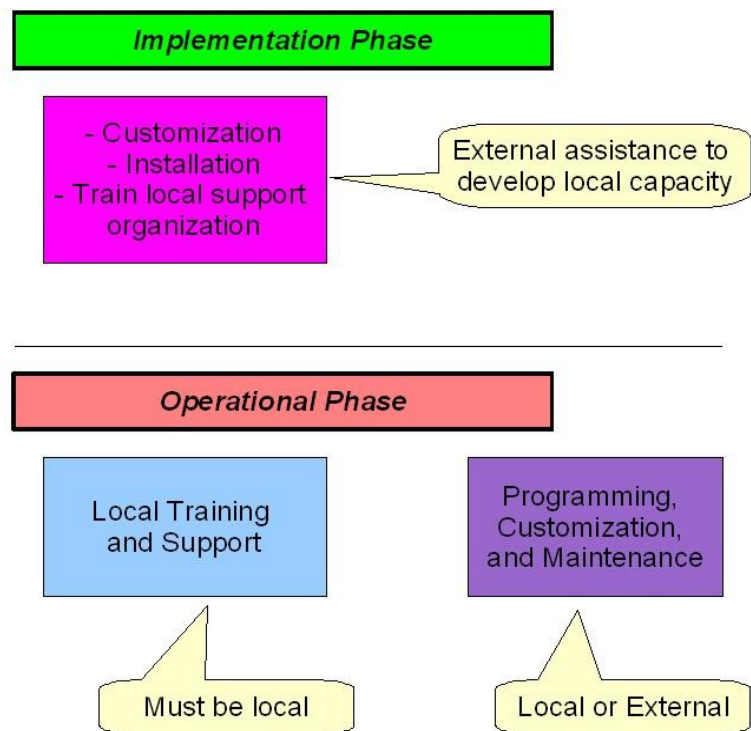 Implementation Phase
- Customization
- Installation
- Train local support
organization
External assistance to
develop local capacity
Operational Phase
Local Training
and Support
Programming,
Customization,
and Maintenance
Must be local
Local or External